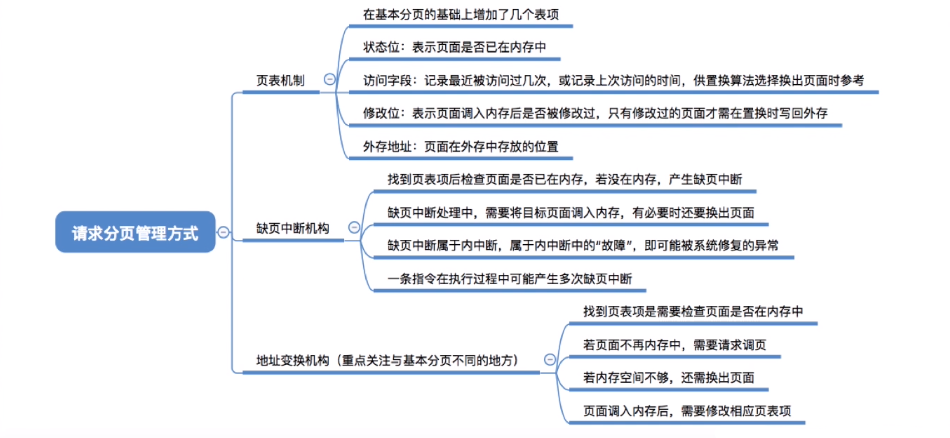 在基本分页的基础上增加了几个表项
状态位：表示页面是否已在内存中
页表机制
访问字段：记录最近被访问过几次，或记录上次访问的时间，供置换算法选择换出页面时参考
修改位：表示页面调入内存后是否被修改过，只有修改过的页面才需在置换时写回外存
外存地址：页面在外存中存放的位置
找到页表项后检查页面是否已在内存，若没在内存，产生缺页中断
缺页中断处理中，需要将目标页面调入内存，有必要时还要换出页面
请求分页管理方式
缺页中断机构
缺页中断属于内中断，属于内中断中的“故障”，即可能被系统修复的异常
一条指令在执行过程中可能产生多次缺页中断
找到页表项是需要检查页面是否在内存中
若页面不再内存中，需要请求调页
地址变换机构（重点关注与基本分页不同的地方）
若内存空间不够，还需换出页面
页面调入内存后，需要修改相应页表项